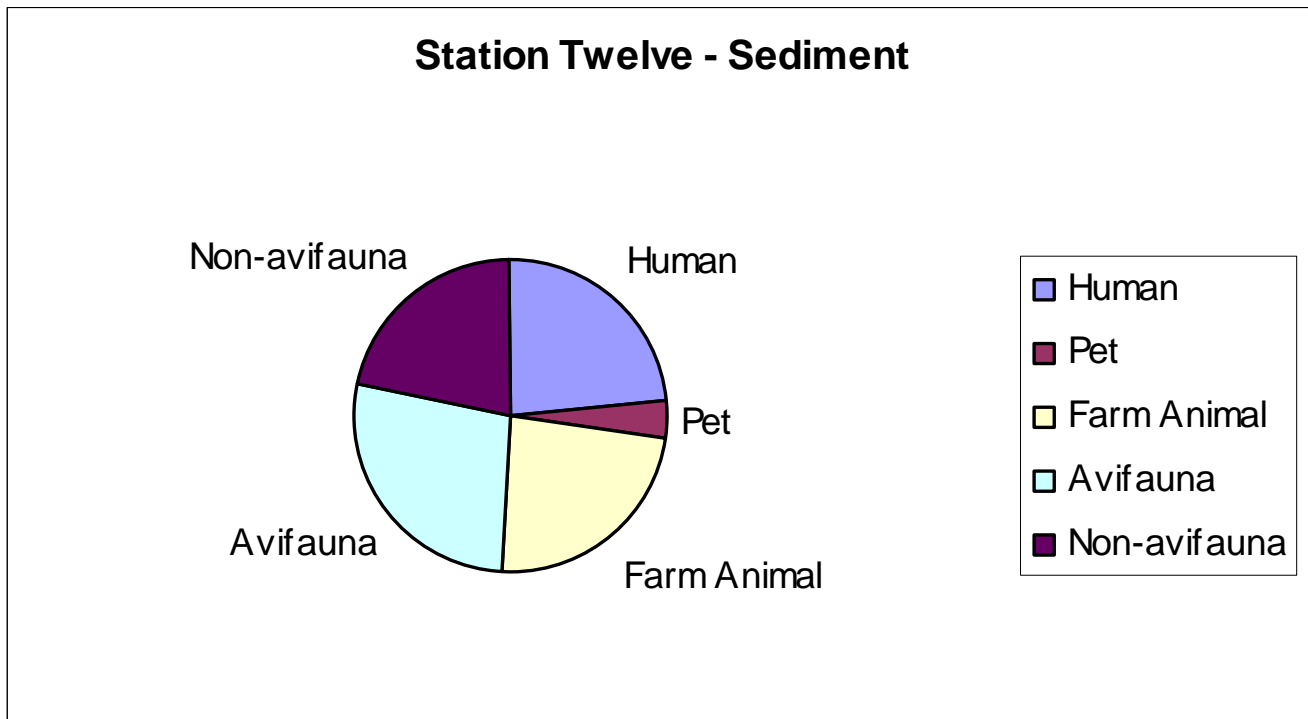 Station Twelve - Sediment
Non-avifauna
Human
Pet
Avifauna
Farm Animal
Human
Pet
Farm Animal
Avifauna
Non-avifauna